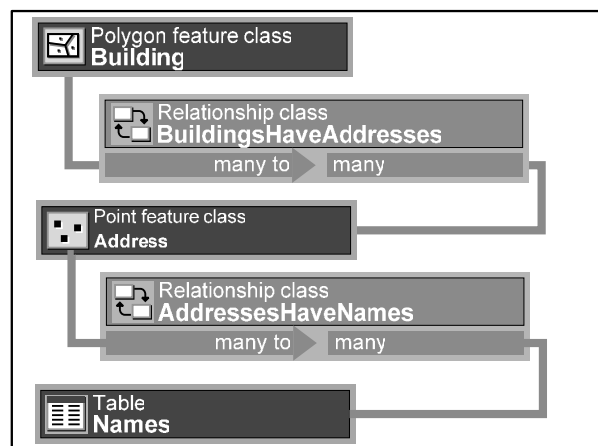 Polygon feature class
Building
Relationship class
BuildingsHaveAddresses
many to many
Point feature class
Address
Relationship class
AddressesHaveNames
many to many
Table
Names